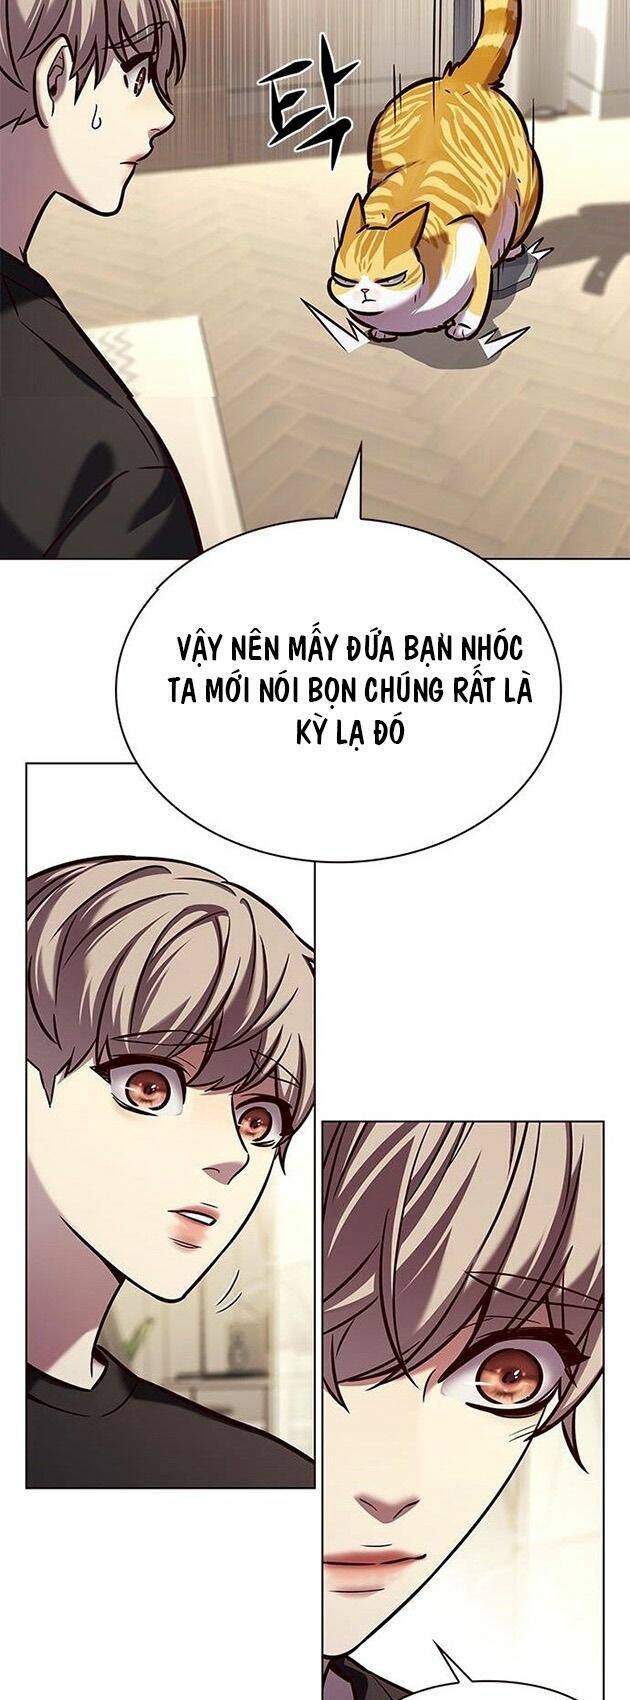 탁
VẬY NÊN MẤY ĐỨA BẠN NHÓC
TA MỚI NÓI BỌN CHÚNG RẤT LÀ
KỲ LẠ ĐÓ